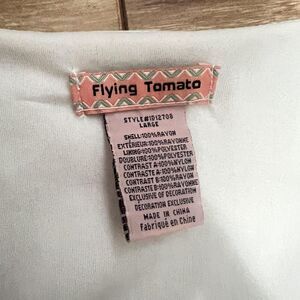 Flying Tomato
STYLE#1D12708
LARGE
SHELL:100%RAYON
EXTÉRIEUR:100%RAYONNE
LINING:100%POLYESTER
DOUBLURE:100%POLYESTER
CONTRAST A:100%NYLON
CONTRASTE A:100%NYLON
CONTRAST B:100%RAYON
CONTRASTE B:100%RAYONNE
EXCLUSIVE OF DECORATION
DÉCORATION EXCLUSIVE
MADE IN CHINA
Fabriqué en Chine